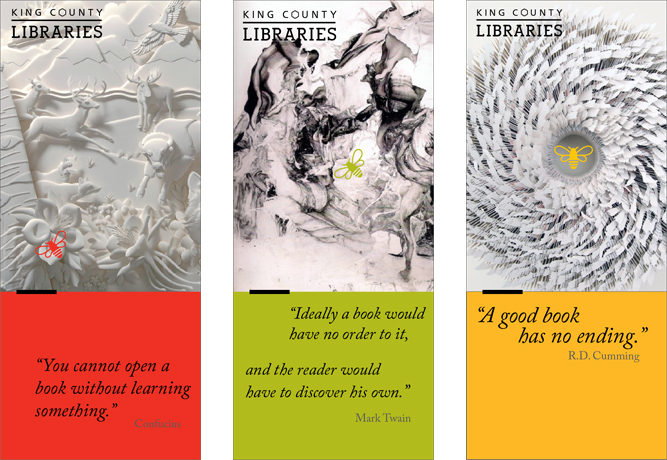 KING COUNTY
LIBRARIES
“You cannot open a
book without learning
something.”
Confucius
KING COUNTY
LIBRARIES
“Ideally a book would
have no order to it,
and the reader would
have to discover his own.”
Mark Twain
KING COUNTY
LIBRARIES
“A good book
has no ending.”
R.D. Cumming